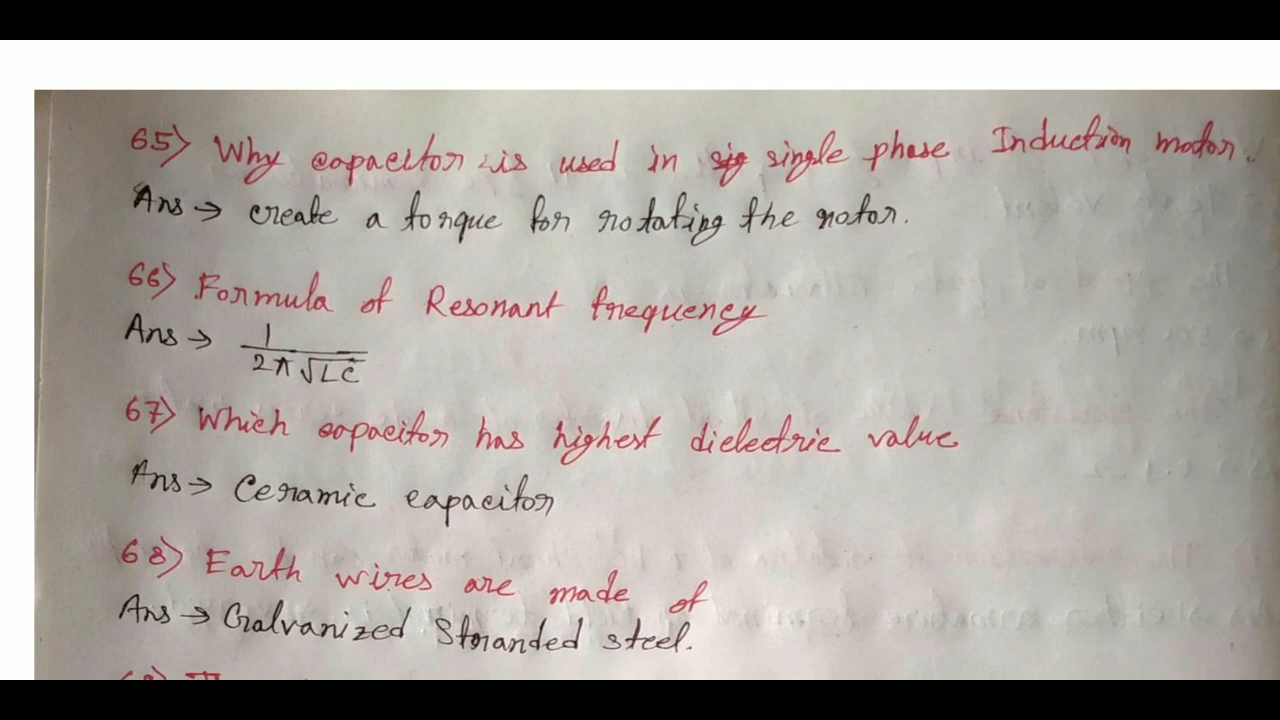 65) Why capacitor is used in single phase Induction motor.
Ans → create a torque for rotating the rotor.
66) Formula of Resonant frequency
Ans → 1/2π√LC
67) Which capacitor has highest dielectric value
Ans → Ceramic capacitor
68) Earth wires are made of
Ans → Galvanized Stranded steel.